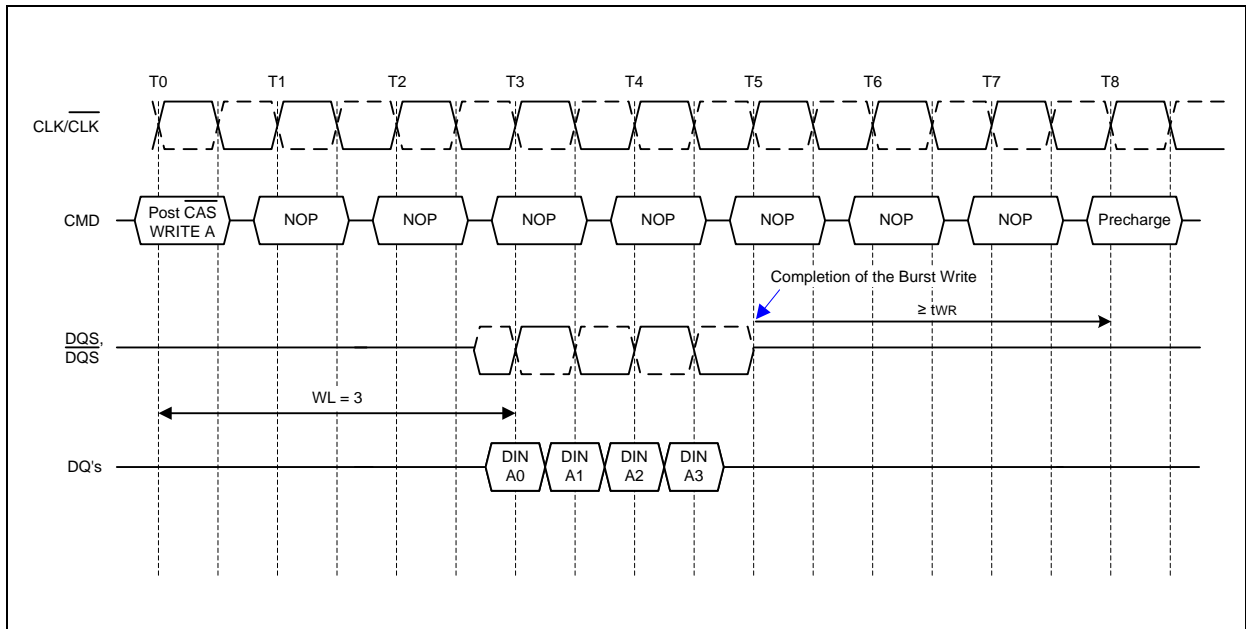 T0 T1 T2 T3 T4 T5 T6 T7 T8
CLK/CLK
CMD
Post CAS
WRITE A
NOP NOP NOP NOP NOP NOP NOP Precharge
Completion of the Burst Write
≥ tWR
DQS,
DQS
WL = 3
DQ's
DIN DIN DIN DIN
A0 A1 A2 A3